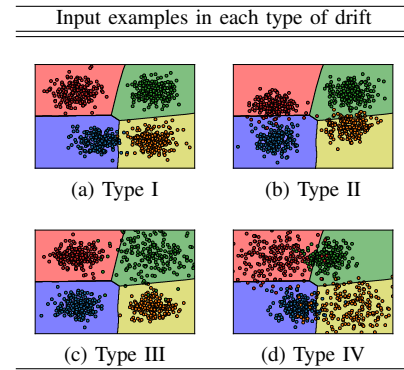 Input examples in each type of drift
(a) Type I
(b) Type II
(c) Type III
(d) Type IV